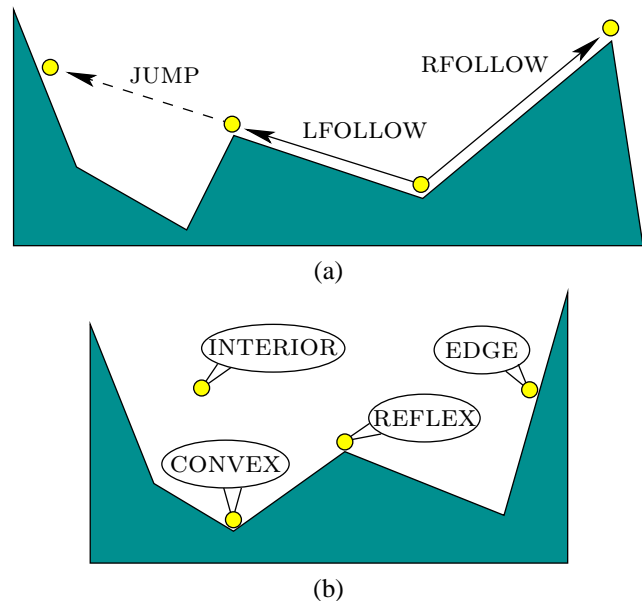 JUMP
RFOLLOW
LFOLLOW
(a)
INTERIOR
EDGE
REFLEX
CONVEX
(b)